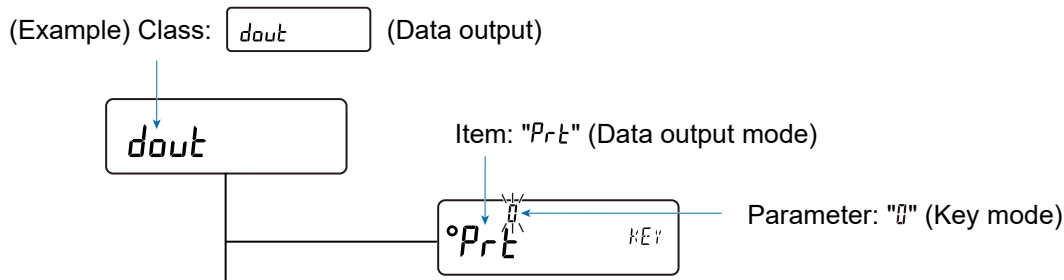 (Example) Class: dout (Data output)
dout
Item: "Prt" (Data output mode)
0
°Prt KEY
Parameter: "0" (Key mode)